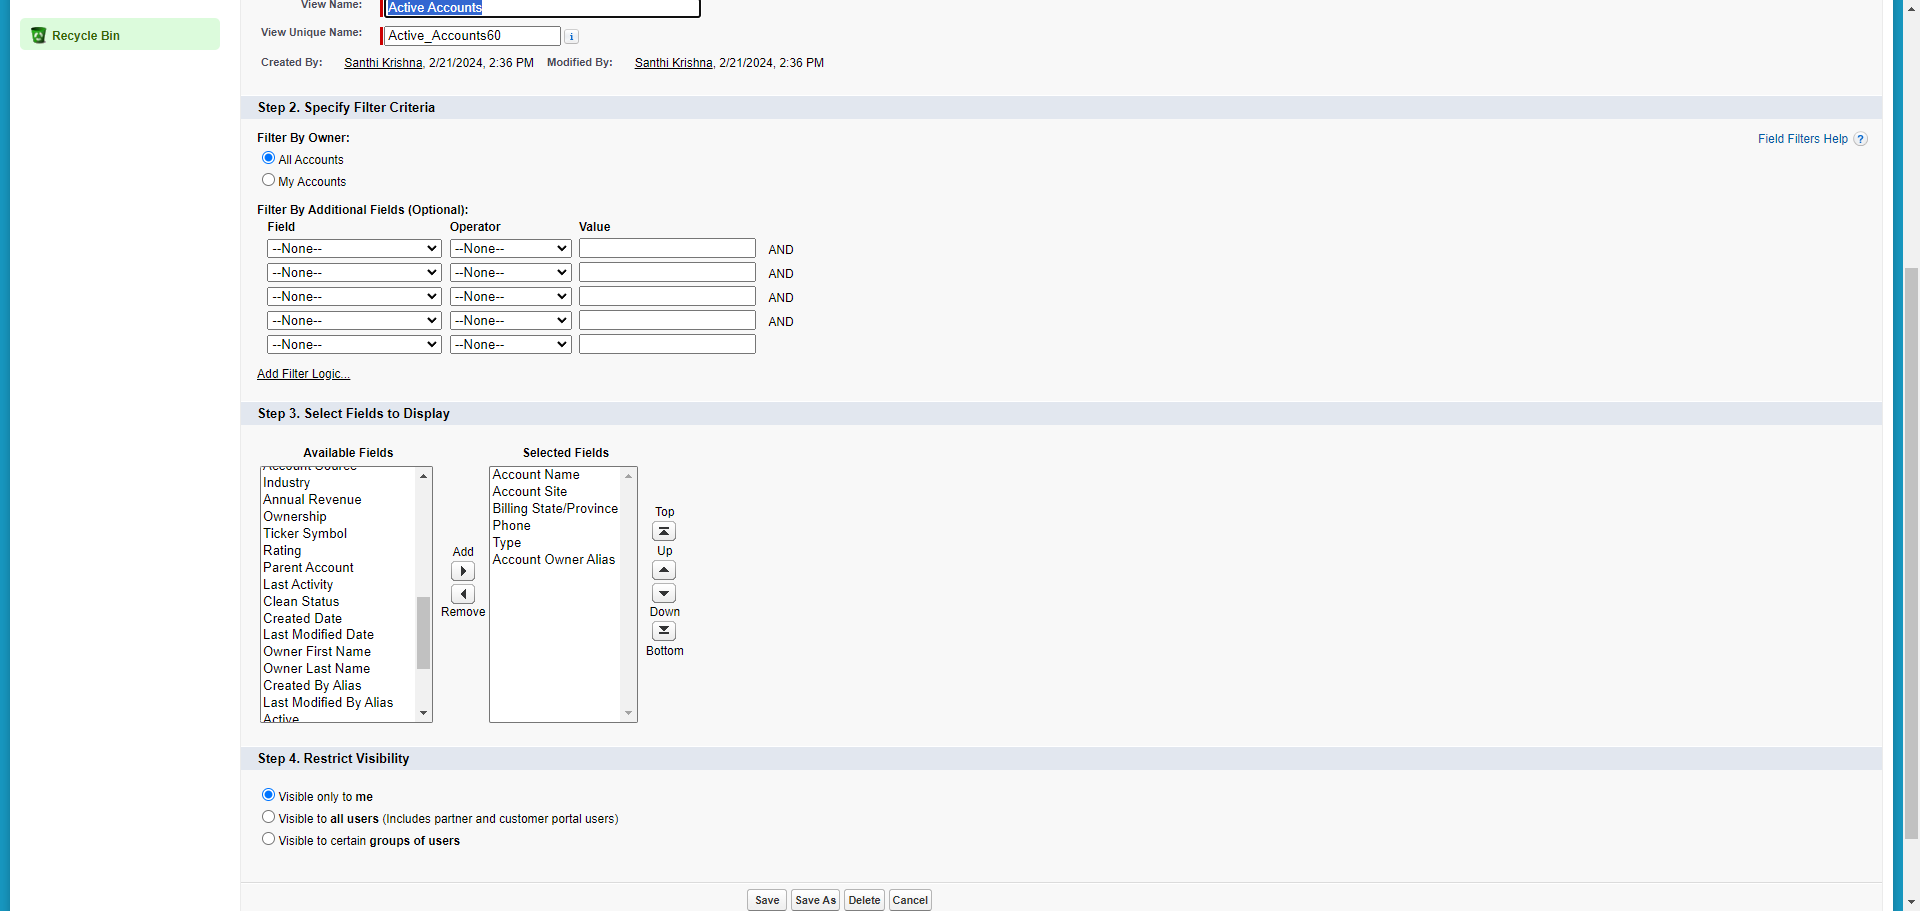 View Name: Active Accounts
Recycle Bin
View Unique Name: Active_Accounts60 i
Created By: Santhi Krishna, 2/21/2024, 2:36 PM Modified By: Santhi Krishna, 2/21/2024, 2:36 PM
Step 2. Specify Filter Criteria
Filter By Owner:
Field Filters Help ?
All Accounts
My Accounts
Filter By Additional Fields (Optional):
Field Operator Value
--None-- --None-- AND
--None-- --None-- AND
--None-- --None-- AND
--None-- --None-- AND
--None-- --None--
Add Filter Logic...
Step 3. Select Fields to Display
Available Fields
Account Source
Industry
Annual Revenue
Ownership
Ticker Symbol
Rating
Parent Account
Last Activity
Clean Status
Created Date
Last Modified Date
Owner First Name
Owner Last Name
Created By Alias
Last Modified By Alias
Active
Add
Remove
Selected Fields
Account Name
Account Site
Billing State/Province
Phone
Type
Account Owner Alias
Top
Up
Down
Bottom
Step 4. Restrict Visibility
Visible only to me
Visible to all users (Includes partner and customer portal users)
Visible to certain groups of users
Save Save As Delete Cancel